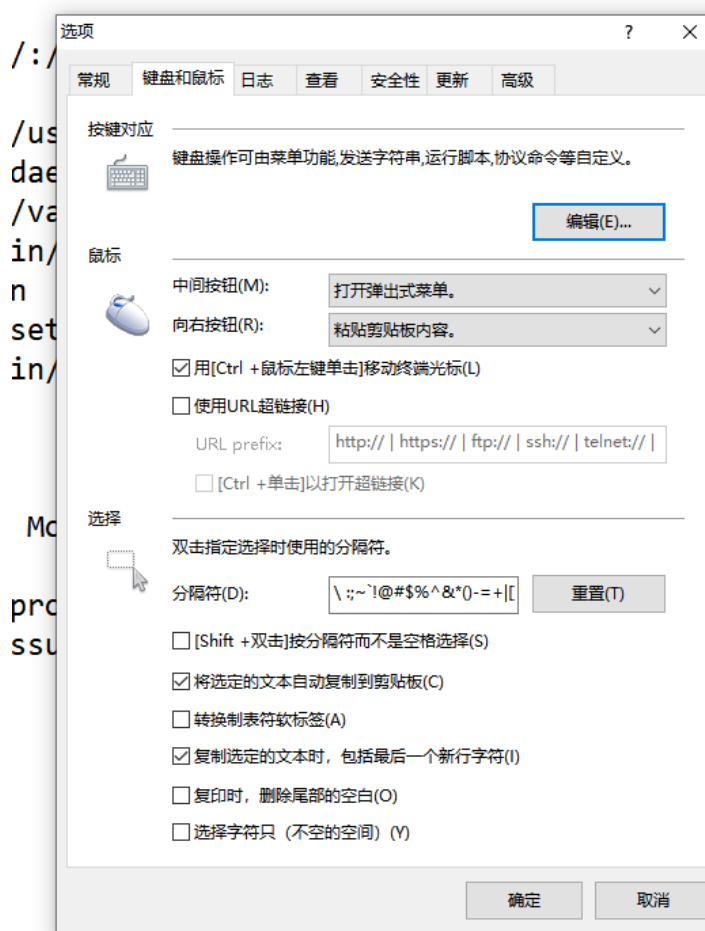 选项 ? ×
/:/
常规 键盘和鼠标 日志 查看 安全性 更新 高级
/us
按键对应
dae
键盘操作可由菜单功能,发送字符串,运行脚本,协议命令等自定义。
/va
编辑(E)...
in/
鼠标
n
中间按钮(M): 打开弹出式菜单。
set
向右按钮(R): 粘贴剪贴板内容。
in/
用[Ctrl +鼠标左键单击]移动终端光标(L)
使用URL超链接(H)
URL prefix: http:// | https:// | ftp:// | ssh:// | telnet:// |
[Ctrl +单击]以打开超链接(K)
Mo
选择
双击指定选择时使用的分隔符。
分隔符(D): \ :;~`!@#$%^&*()-=+|[ 重置(T)
pro
[Shift +双击]按分隔符而不是空格选择(S)
ssu
将选定的文本自动复制到剪贴板(C)
转换制表符软标签(A)
复制选定的文本时，包括最后一个新行字符(I)
复印时，删除尾部的空白(O)
选择字符只（不空的空间）(Y)
确定 取消